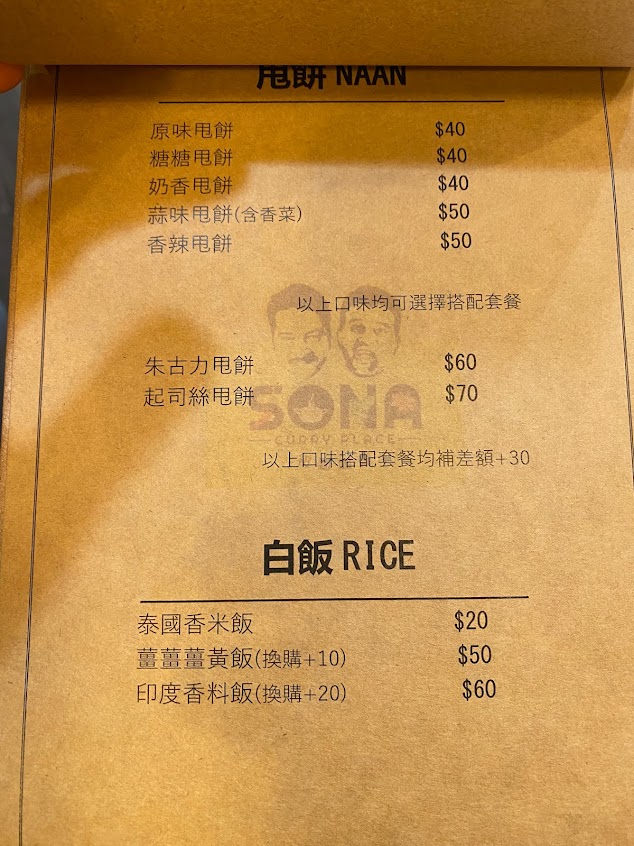 甩餅 NAAN
原味甩餅 $40
糖糖甩餅 $40
奶香甩餅 $40
蒜味甩餅(含香菜) $50
香辣甩餅 $50
以上口味均可選擇搭配套餐
朱古力甩餅 $60
起司絲甩餅 $70
SONA
CURRY PLACE
以上口味搭配套餐均補差額+30
白飯 RICE
泰國香米飯 $20
薑薑薑黃飯(換購+10) $50
印度香料飯(換購+20) $60